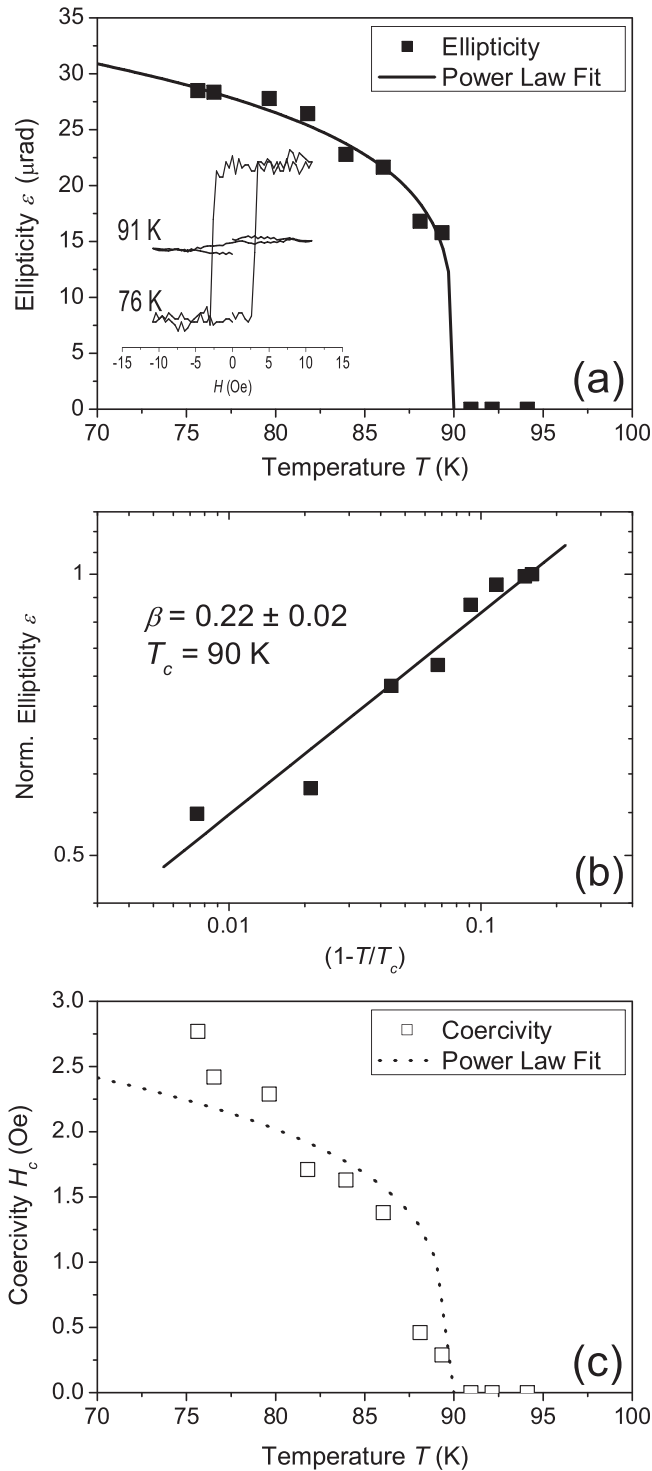 35
30
25
20
15
10
5
0
Ellipticity ε (μrad)
Ellipticity
Power Law Fit
91 K
76 K
-15 -10 -5 0 5 10 15
H (Oe)
(a)
70 75 80 85 90 95 100
Temperature T (K)
1
0.5
Norm. Ellipticity ε
β = 0.22 ± 0.02
Tc = 90 K
(b)
0.01 0.1
(1-T/Tc)
3.0
2.5
2.0
1.5
1.0
0.5
0.0
Coercivity Hc (Oe)
Coercivity
Power Law Fit
(c)
70 75 80 85 90 95 100
Temperature T (K)